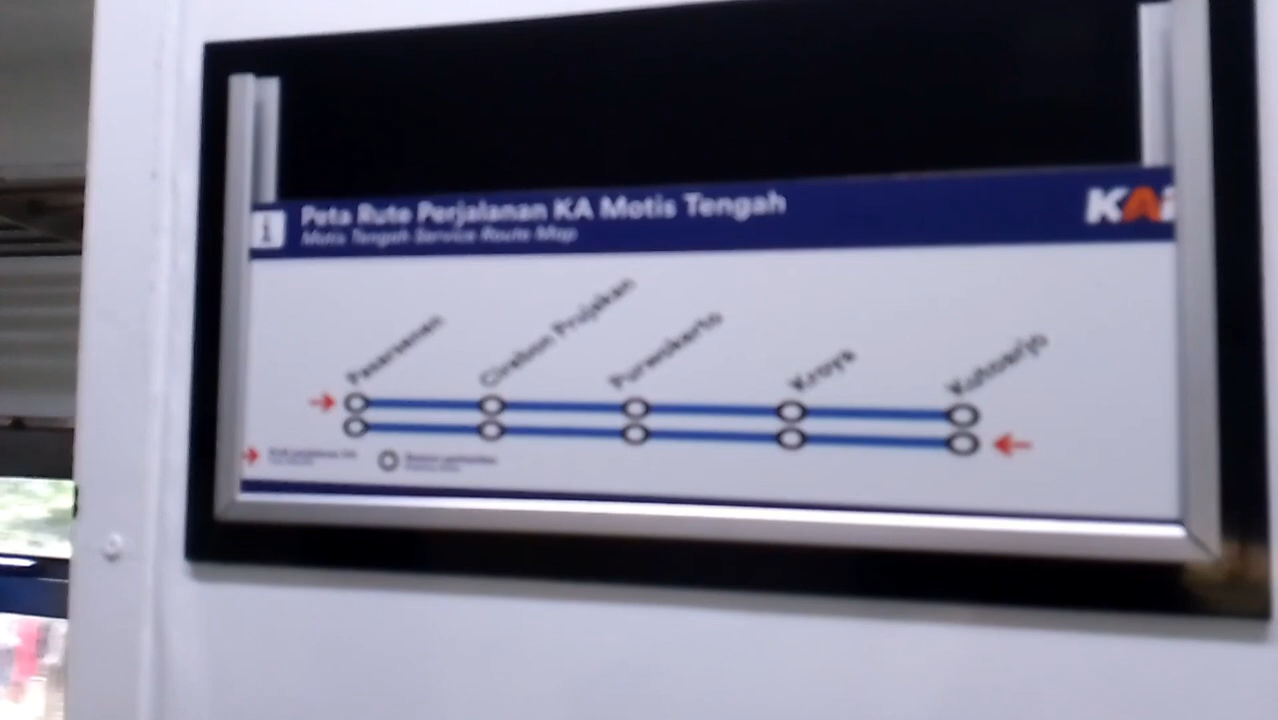 i
Peta Rute Perjalanan KA Motis Tengah
Motis Tengah Service Route Map
KAI
Pasarsenen
Cirebon Prujakan
Purwokerto
Kroya
Kutoarjo